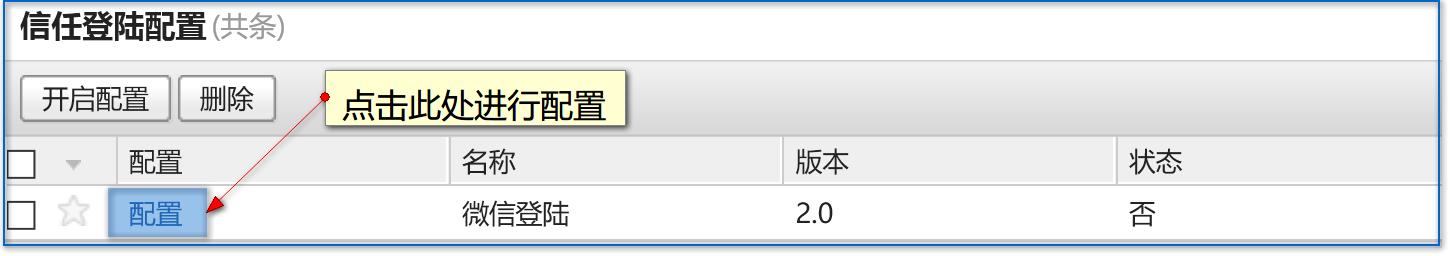 信任登陆配置(共条)
开启配置 删除
点击此处进行配置
配置 名称 版本 状态
配置 微信登陆 2.0 否